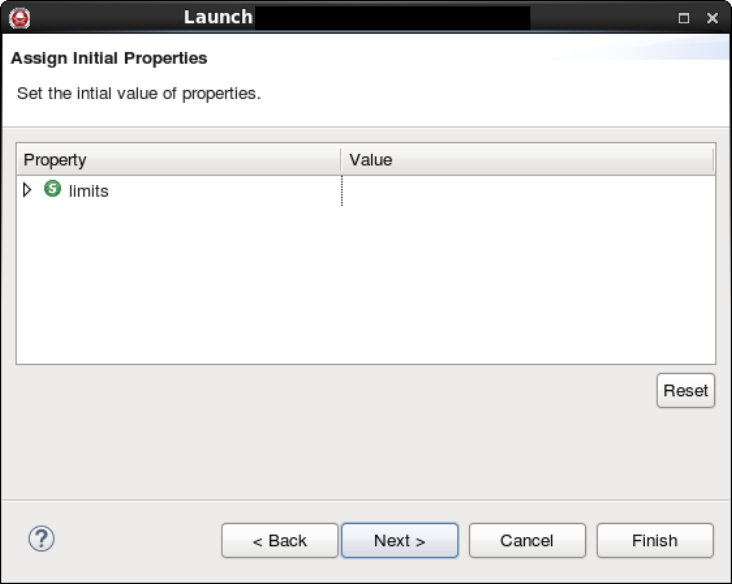 Launch
Assign Initial Properties
Set the intial value of properties.
Property Value
S limits
Reset
? < Back Next > Cancel Finish